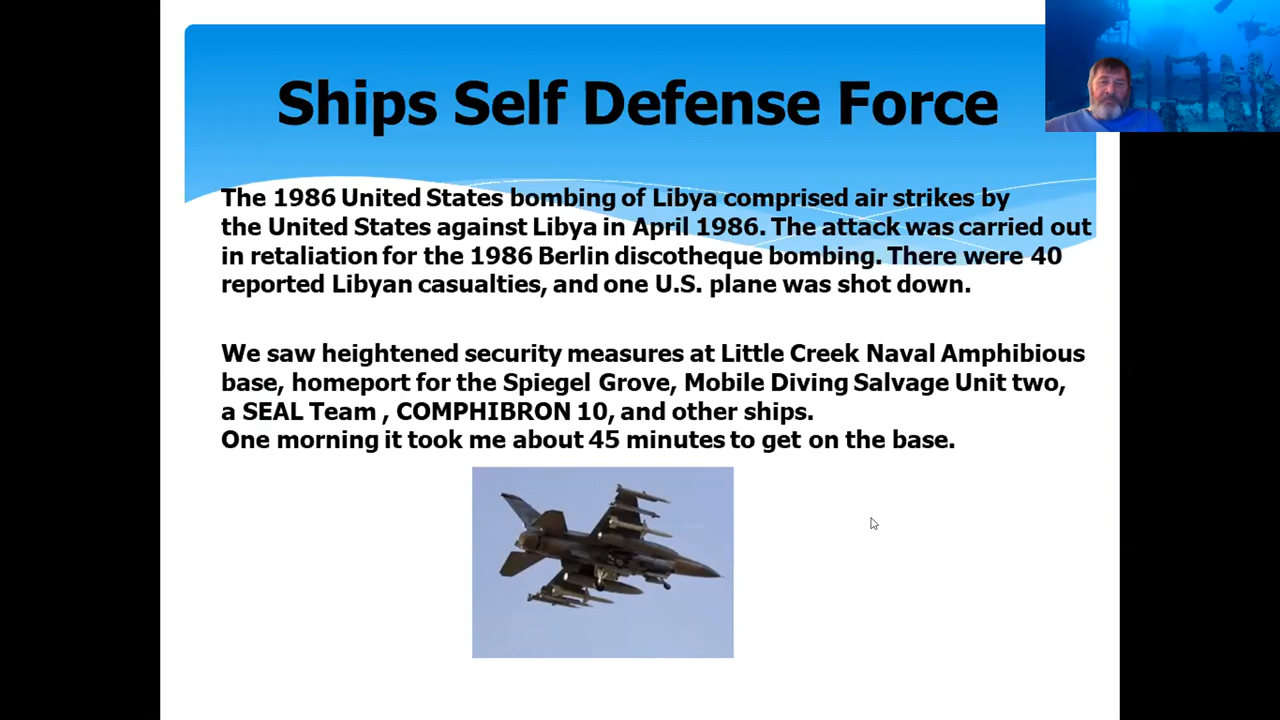 Ships Self Defense Force
The 1986 United States bombing of Libya comprised air strikes by
the United States against Libya in April 1986. The attack was carried out
in retaliation for the 1986 Berlin discotheque bombing. There were 40
reported Libyan casualties, and one U.S. plane was shot down.
We saw heightened security measures at Little Creek Naval Amphibious
base, homeport for the Spiegel Grove, Mobile Diving Salvage Unit two,
a SEAL Team , COMPHIBRON 10, and other ships.
One morning it took me about 45 minutes to get on the base.